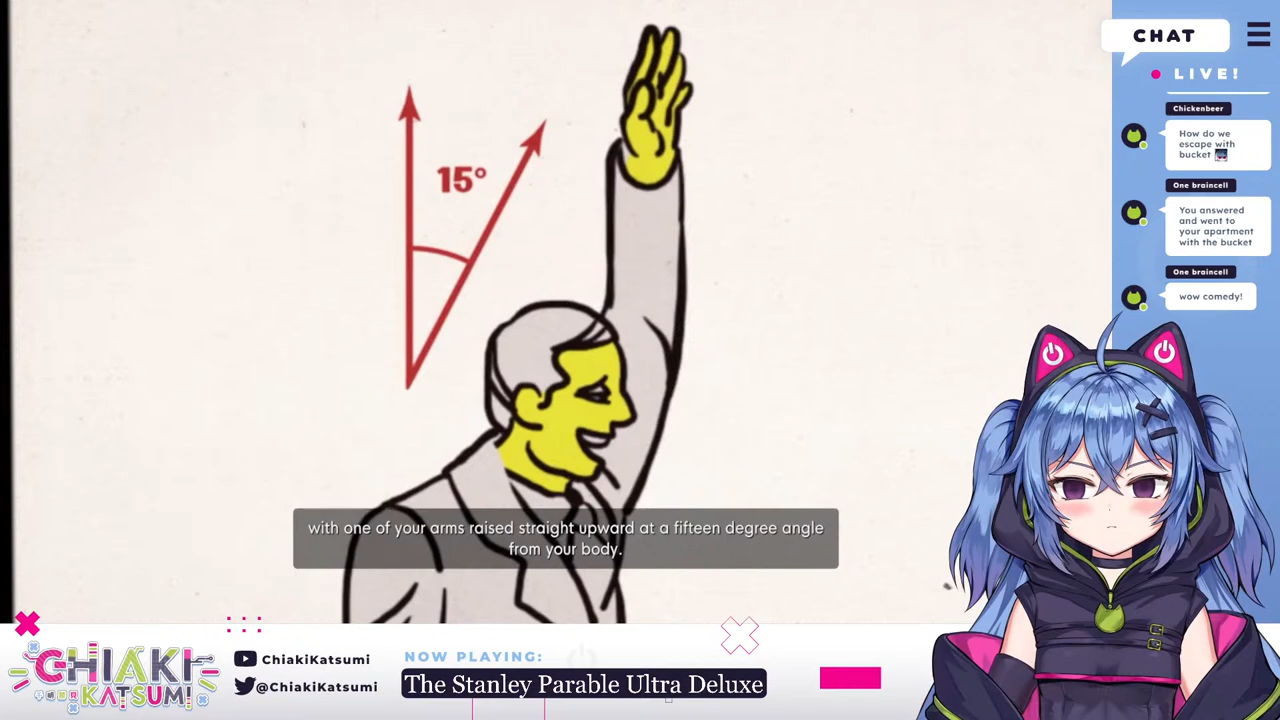 15°
with one of your arms raised straight upward at a fifteen degree angle
from your body.
CHAT
LIVE!
Chickenbeer
How do we
escape with
bucket
One braincell
You answered
and went to
your apartment
with the bucket
One braincell
wow comedy!
CHIAKI
KATSUMI
ChiakiKatsumi
@ChiakiKatsumi
NOW PLAYING:
The Stanley Parable Ultra Deluxe